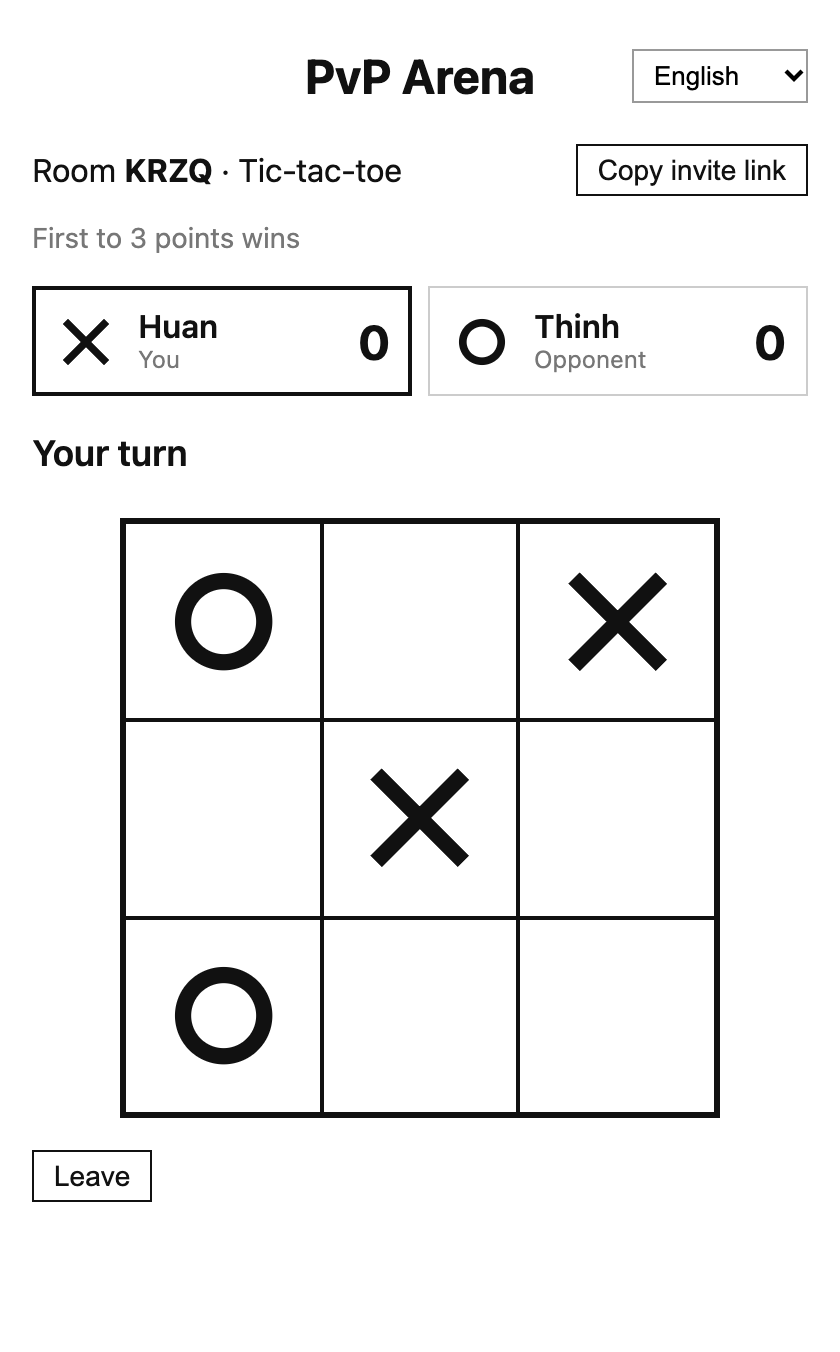 PvP Arena
English
Room KRZQ · Tic-tac-toe
Copy invite link
First to 3 points wins
Huan
You
0
Thinh
Opponent
0
Your turn
Leave